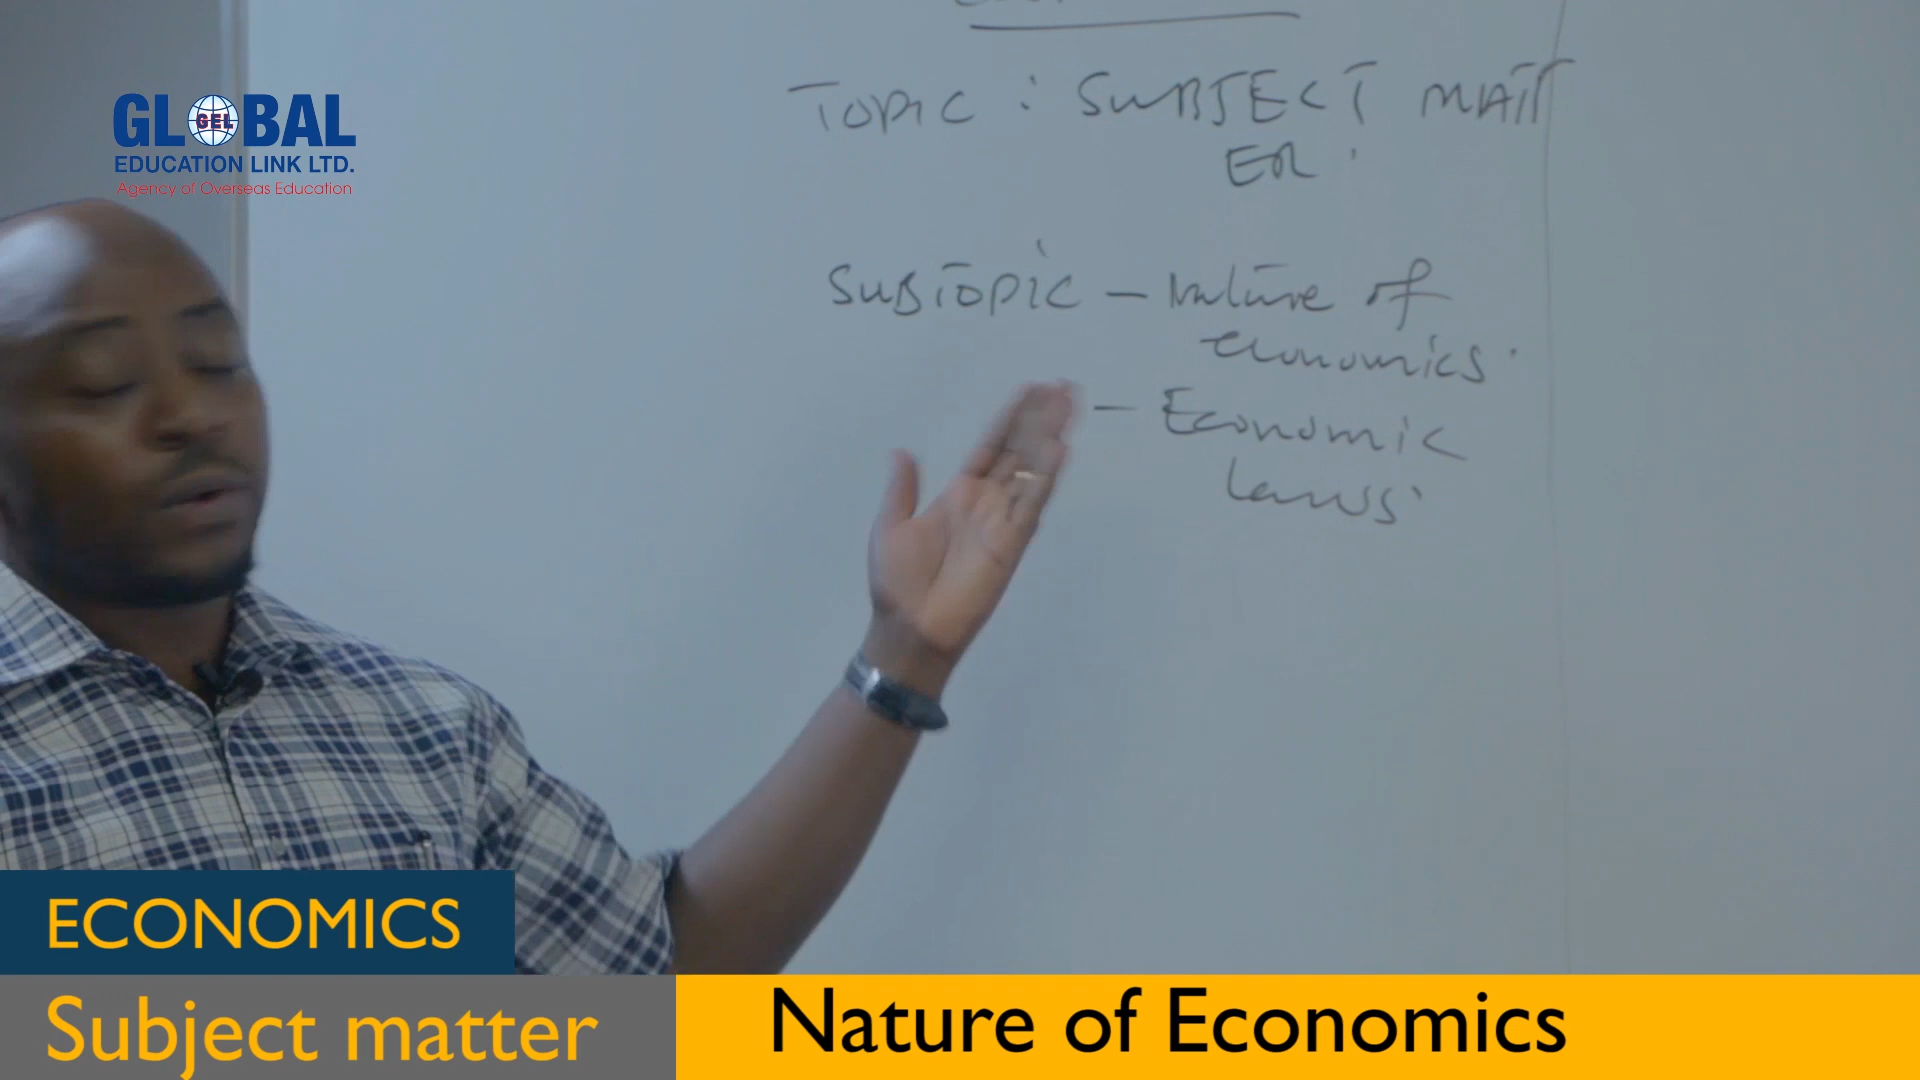 GLOBAL
GEL
EDUCATION LINK LTD.
Agency of Overseas Education
TOPIC : SUBJECT MATT
ER.
SUBTOPIC – Nature of
economics.
– Economic
laws.
ECONOMICS
Subject matter
Nature of Economics